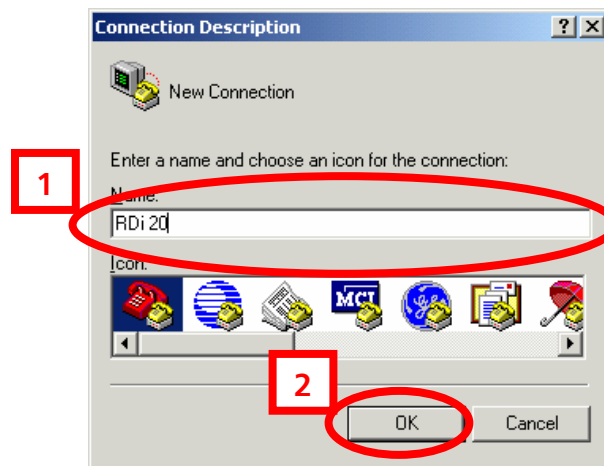 Connection Description
New Connection
Enter a name and choose an icon for the connection:
1
Name:
RDi 20
Icon:
MCI
2
OK
Cancel